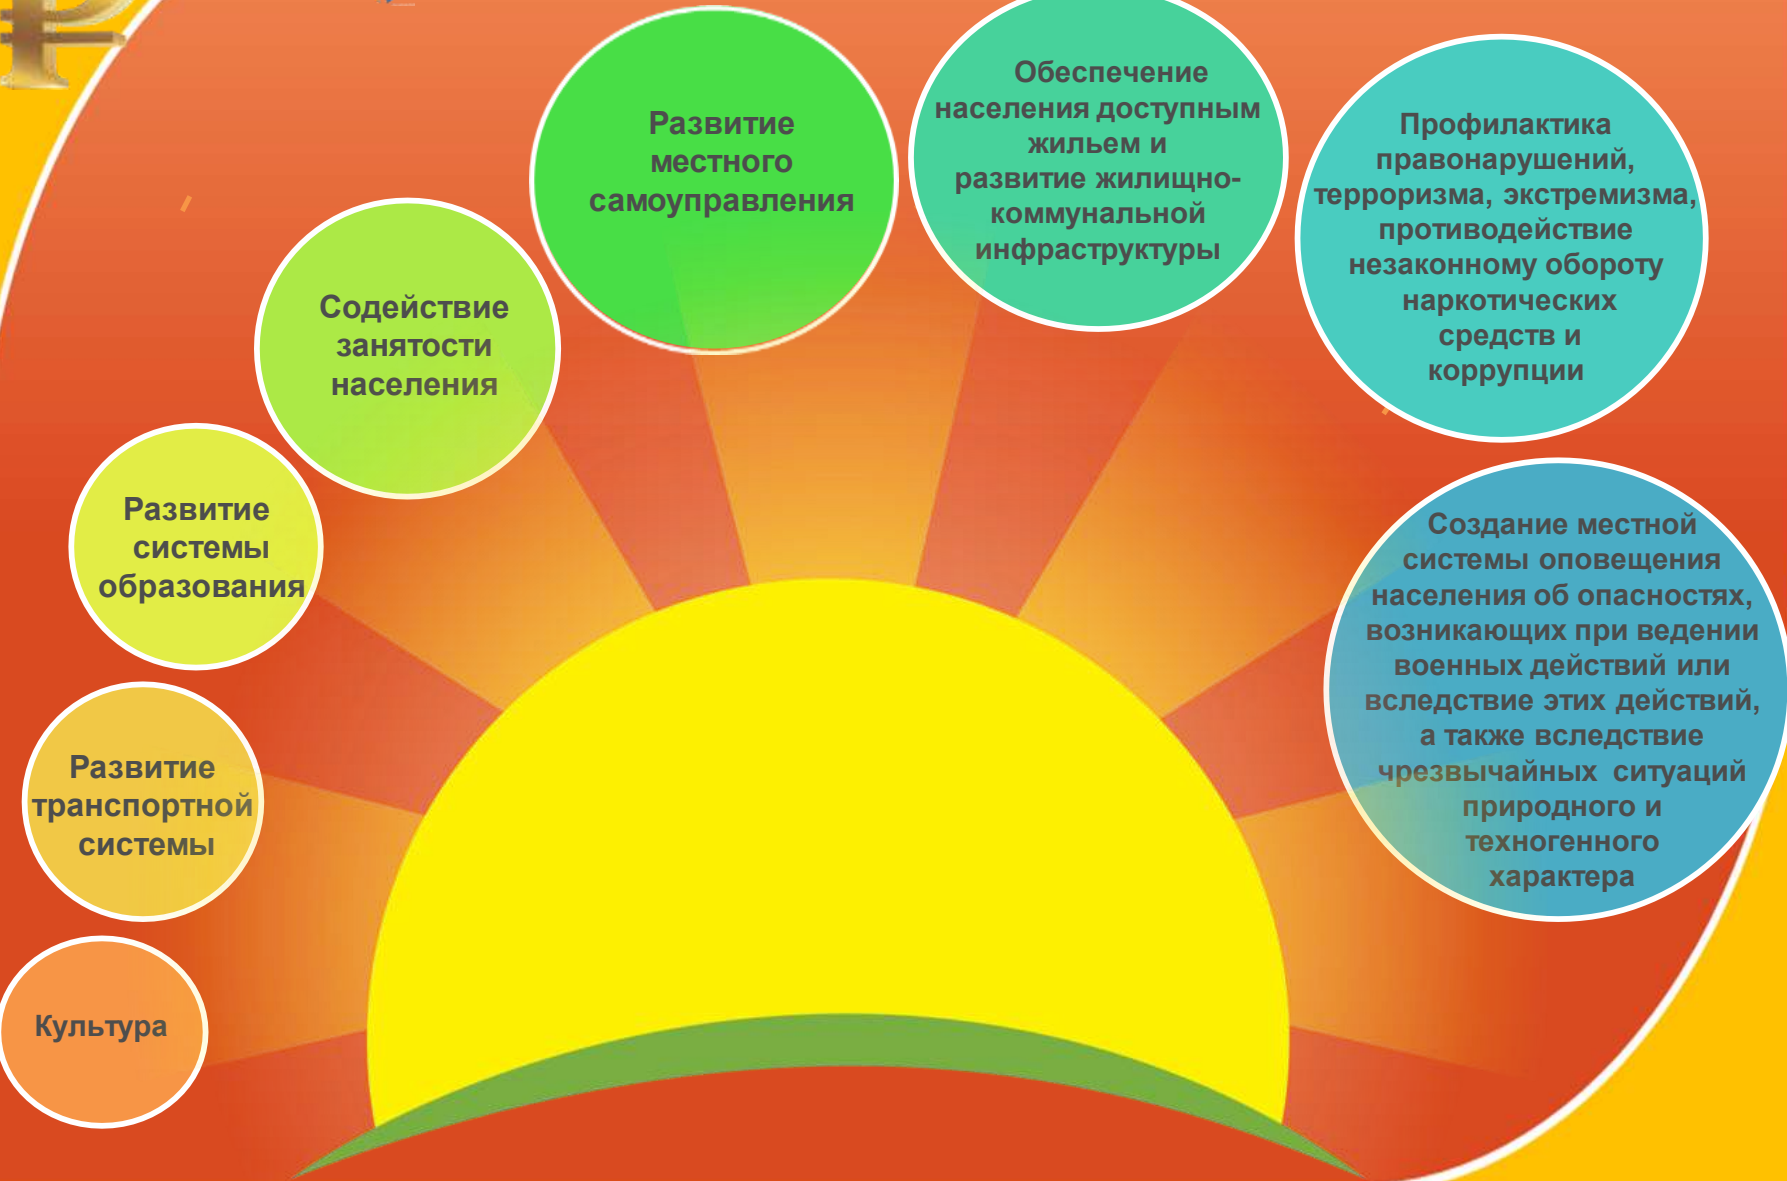 Обеспечение
населения доступным
жильем и
развитие жилищно-
коммунальной
инфраструктуры
Развитие
местного
самоуправления
Профилактика
правонарушений,
терроризма, экстремизма,
противодействие
незаконному обороту
наркотических
средств и
коррупции
Содействие
занятости
населения
Развитие
системы
образования
Создание местной
системы оповещения
населения об опасностях,
возникающих при ведении
военных действий или
вследствие этих действий,
а также вследствие
чрезвычайных ситуаций
природного и
техногенного
характера
Развитие
транспортной
системы
Культура